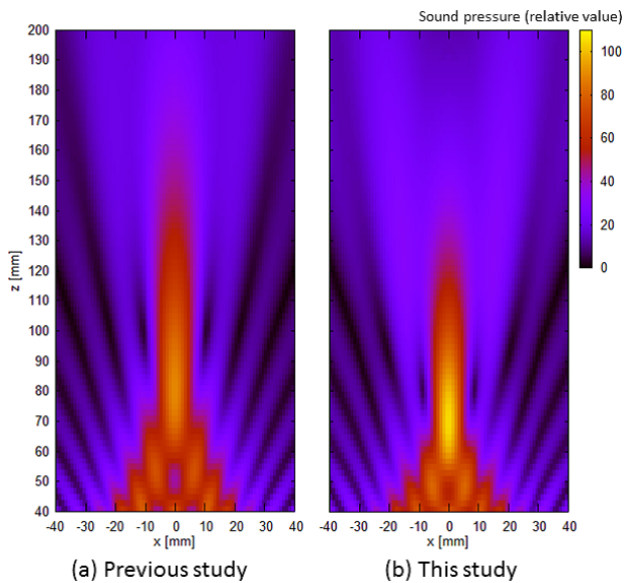 Sound pressure (relative value)
200
190
180
170
160
150
140
130
120
110
100
90
80
70
60
50
40
z [mm]
-40 -30 -20 -10 0 10 20 30 40
x [mm]
-40 -30 -20 -10 0 10 20 30 40
x [mm]
100
80
60
40
20
0
(a) Previous study
(b) This study